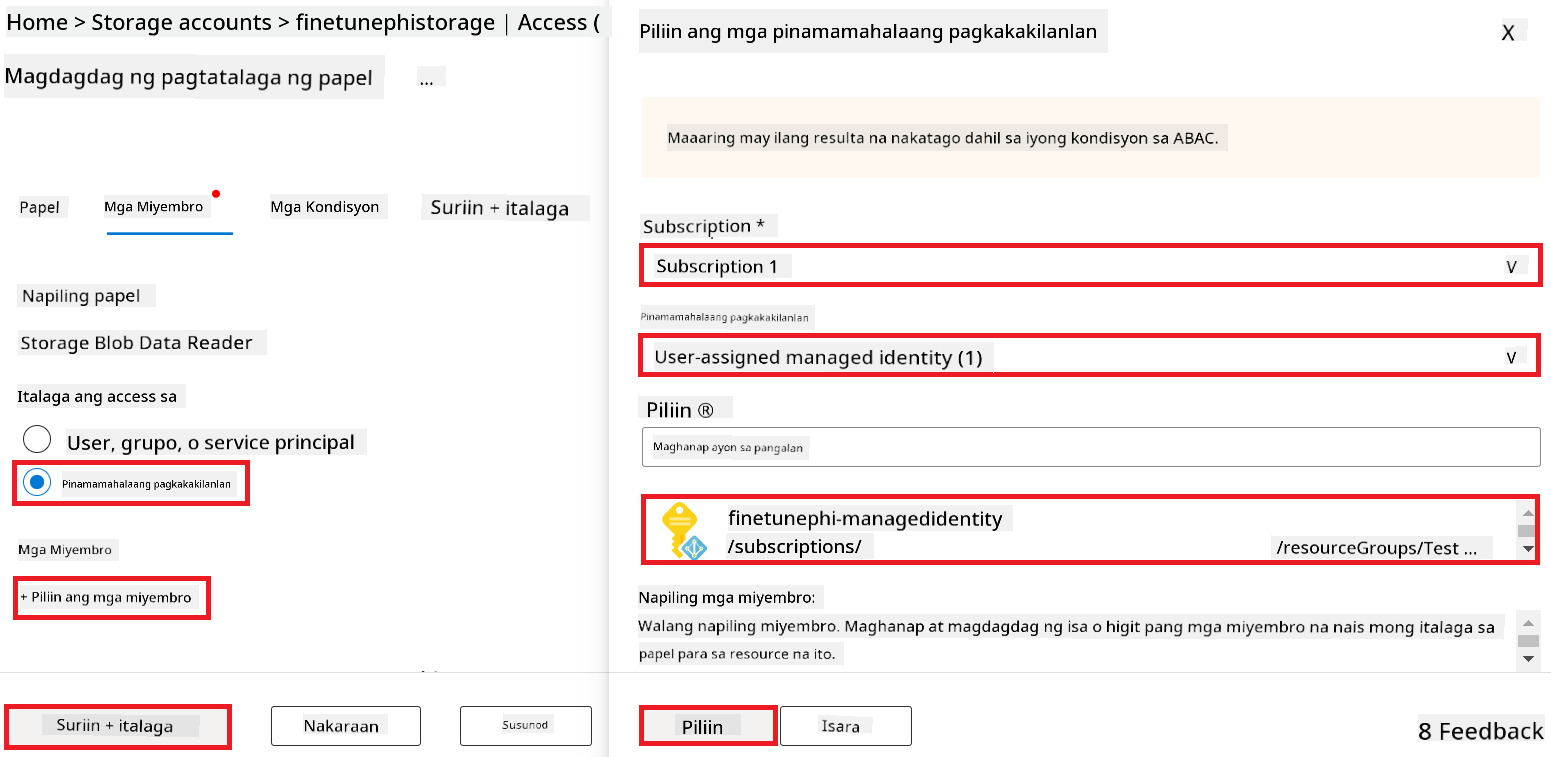 Home > Storage accounts > finetunephistorage | Access (
Magdagdag ng pagtatalaga ng papel ...
Papel Mga Miyembro Mga Kondisyon Suriin + italaga
Napiling papel
Storage Blob Data Reader
Italaga ang access sa
User, grupo, o service principal
Pinamamahalaang pagkakakilanlan
Mga Miyembro
+ Piliin ang mga miyembro
Suriin + italaga Nakaraan Susunod
Piliin ang mga pinamamahalaang pagkakakilanlan X
Maaaring may ilang resulta na nakatago dahil sa iyong kondisyon sa ABAC.
Subscription *
Subscription 1 V
Pinamamahalaang pagkakakilanlan
User-assigned managed identity (1) V
Piliin ®
Maghanap ayon sa pangalan
finetunephi-managedidentity
/subscriptions/ /resourceGroups/Test ...
Napiling mga miyembro:
Walang napiling miyembro. Maghanap at magdagdag ng isa o higit pang mga miyembro na nais mong italaga sa
papel para sa resource na ito.
Piliin Isara 8 Feedback